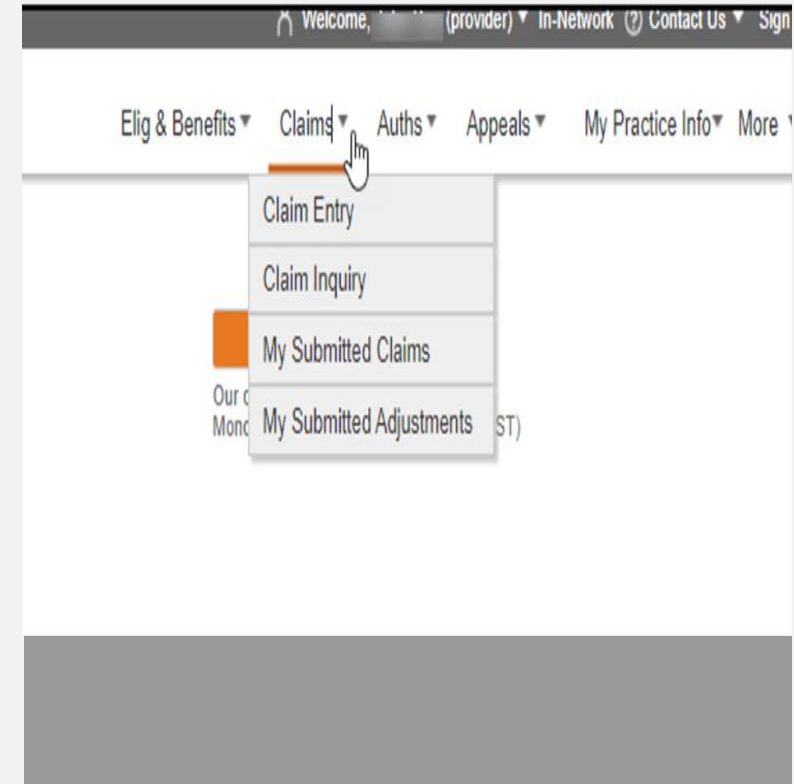 Welcome, (provider) ▼ In-Network (?) Contact Us ▼ Sign
Elig & Benefits ▼ Claims ▼ Auths ▼ Appeals ▼ My Practice Info ▼ More
Claim Entry
Claim Inquiry
My Submitted Claims
My Submitted Adjustments
Our
ST)